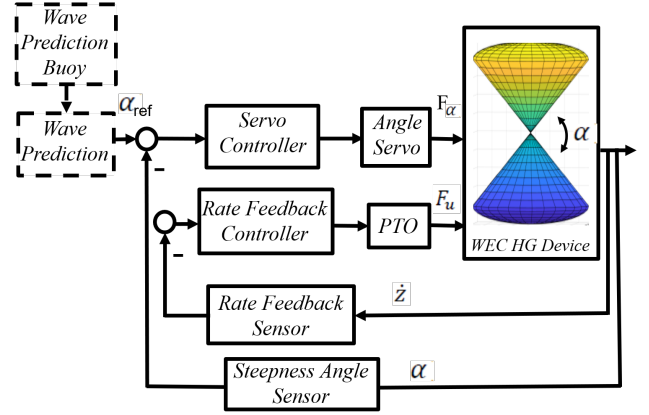 Wave
Prediction
Buoy
α_ref
Wave
Prediction
-
Servo
Controller
Angle
Servo
F_α
α
Rate Feedback
Controller
PTO
F_u
WEC HG Device
-
ż
Rate Feedback
Sensor
Steepness Angle
Sensor
α